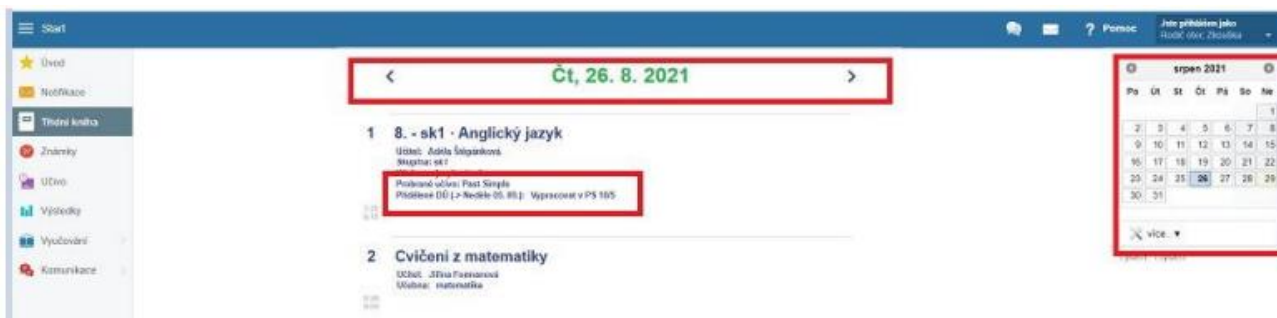 Start
? Pomoc
Jste přihlášen jako
Rodič otec Zkouška
Úvod
Notifikace
Třídní kniha
Známky
Učivo
Výsledky
Vyučování
Komunikace
Čt, 26. 8. 2021
1 8. - sk1 · Anglický jazyk
Učitel: Adéla Štěpánková
Skupina: sk1
Probrané učivo: Past Simple
Přidělené DÚ (-> Neděle 05. 09.): Vypracovat v PS 10/5
2 Cvičení z matematiky
Učitel: Jiřina
Učebna: matematika
srpen 2021
Po Út St Čt Pá So Ne
1
2 3 4 5 6 7 8
9 10 11 12 13 14 15
16 17 18 19 20 21 22
23 24 25 26 27 28 29
30 31
více.. ▼